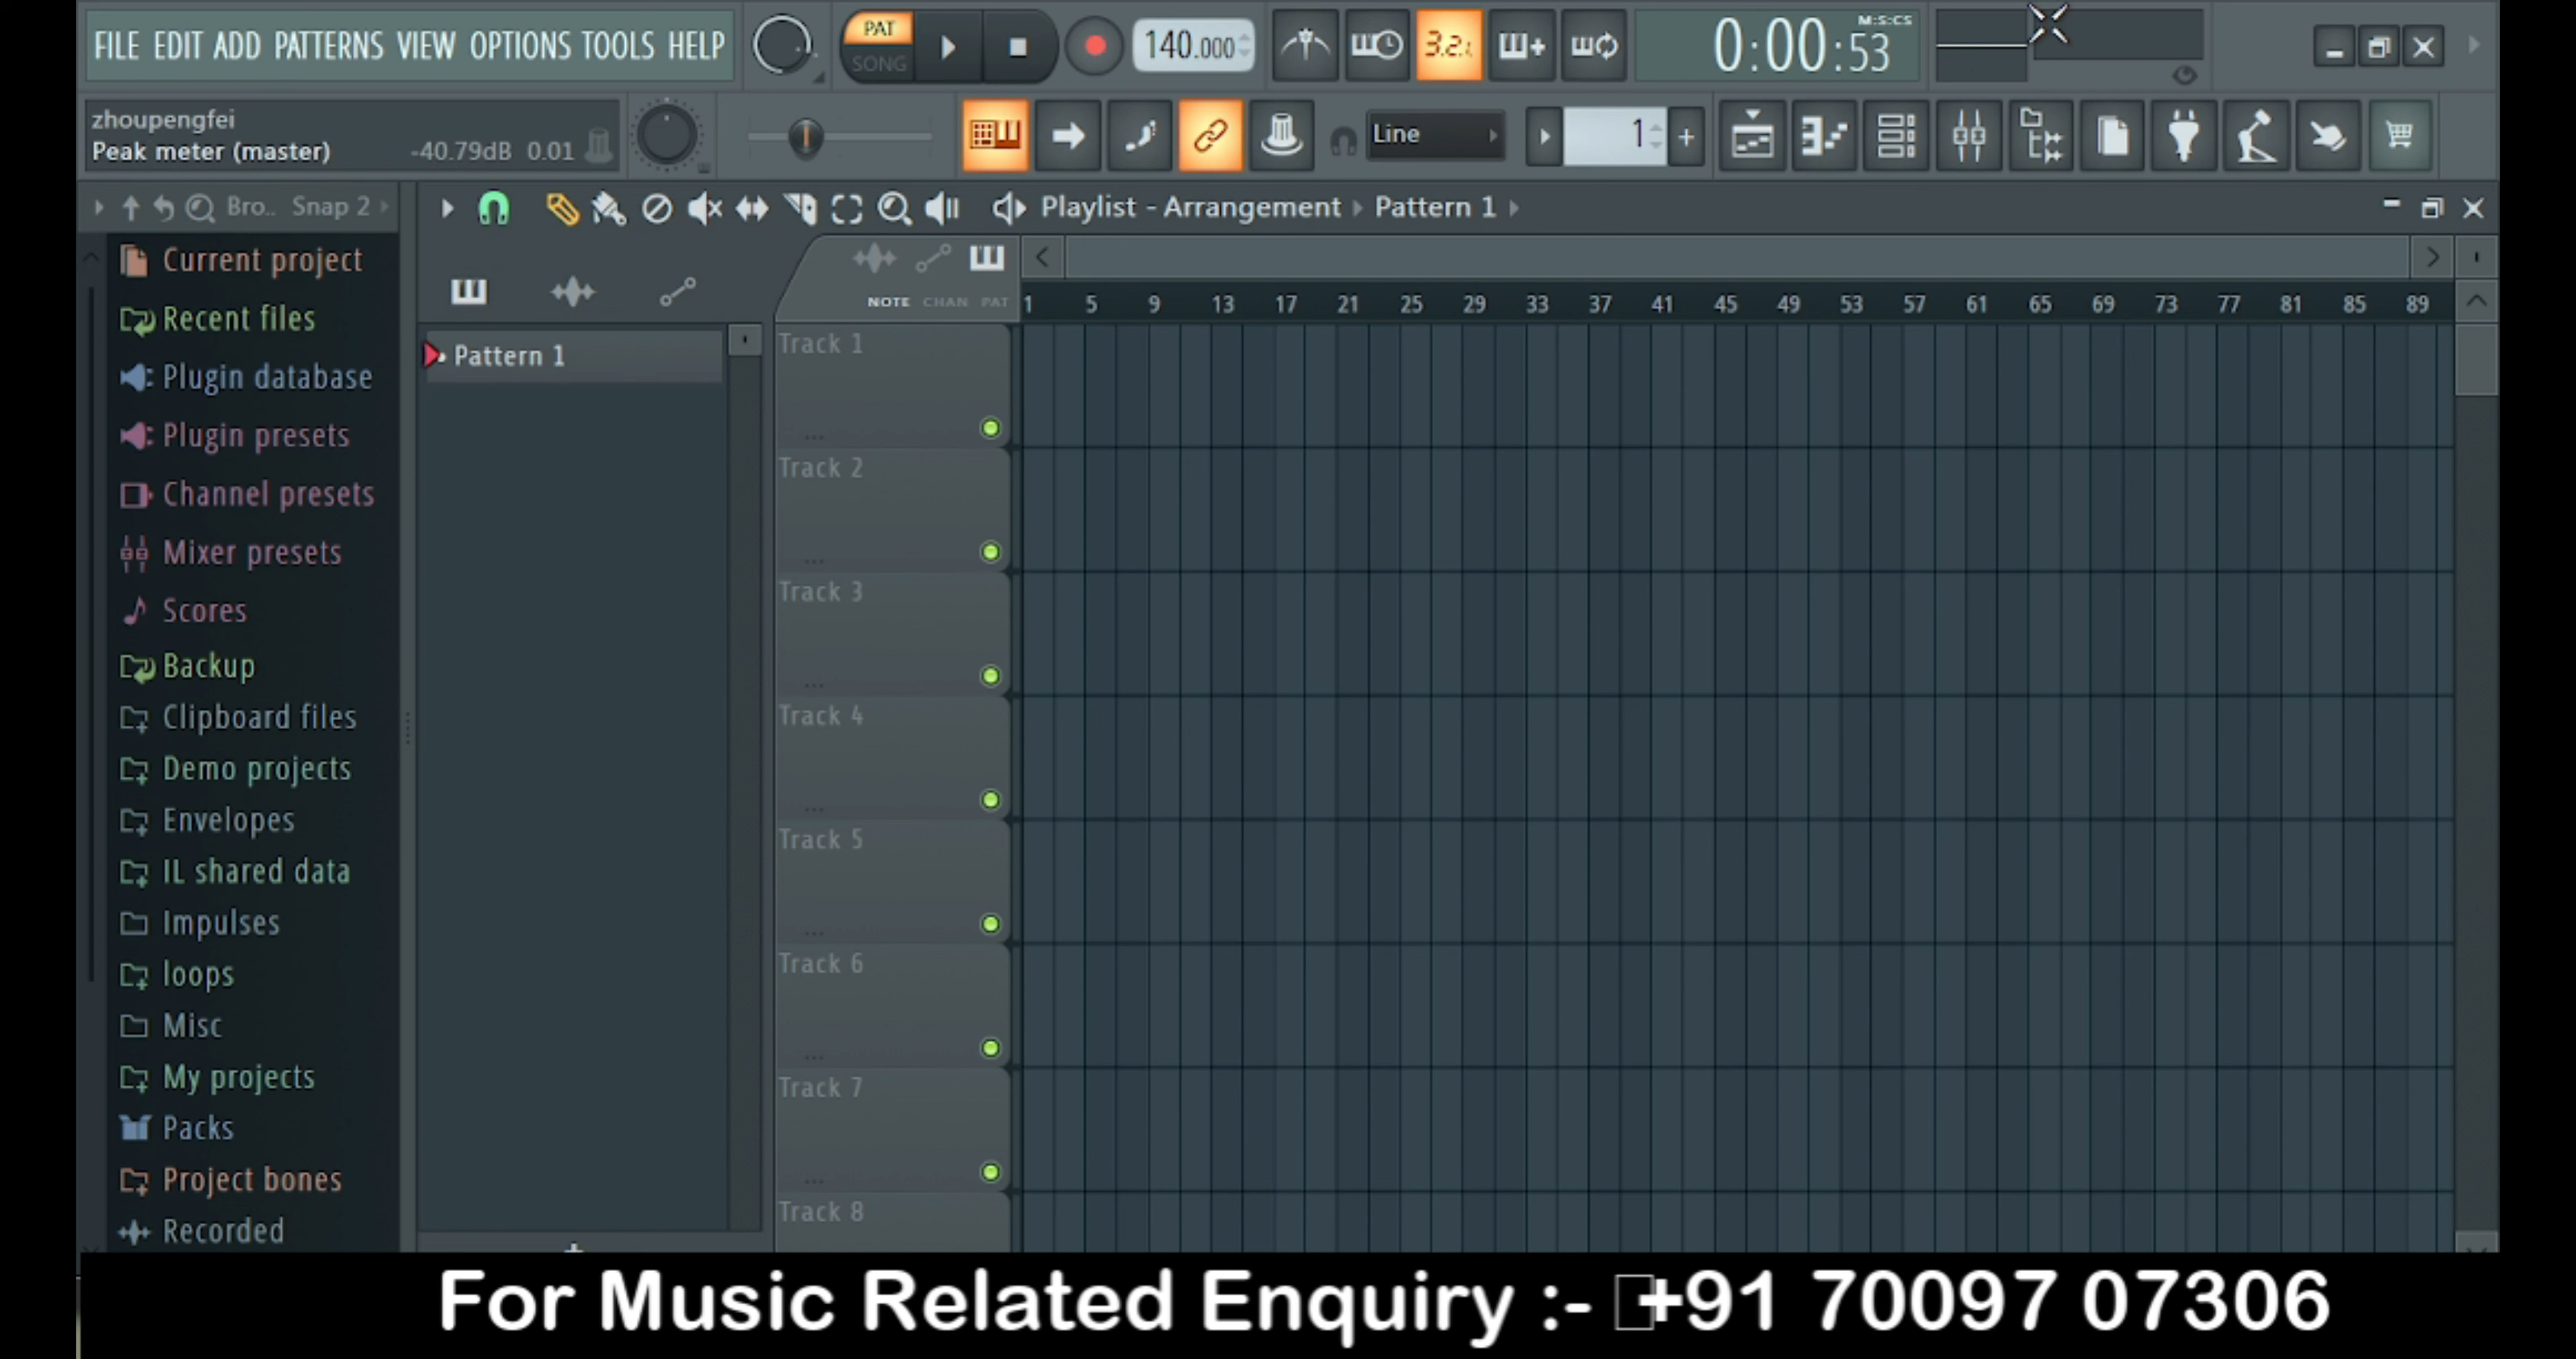 FILE EDIT ADD PATTERNS VIEW OPTIONS TOOLS HELP
PAT
SONG
140.000
3.2.
M:S:CS
0:00:53
zhoupengfei
Peak meter (master) -40.79dB 0.01
Line
1
Bro.. Snap 2
Playlist - Arrangement Pattern 1
Current project
Recent files
Plugin database
Plugin presets
Channel presets
Mixer presets
Scores
Backup
Clipboard files
Demo projects
Envelopes
IL shared data
Impulses
loops
Misc
My projects
Packs
Project bones
Recorded
Pattern 1
NOTE CHAN PAT
1 5 9 13 17 21 25 29 33 37 41 45 49 53 57 61 65 69 73 77 81 85 89
Track 1
Track 2
Track 3
Track 4
Track 5
Track 6
Track 7
Track 8
For Music Related Enquiry :- +91 70097 07306